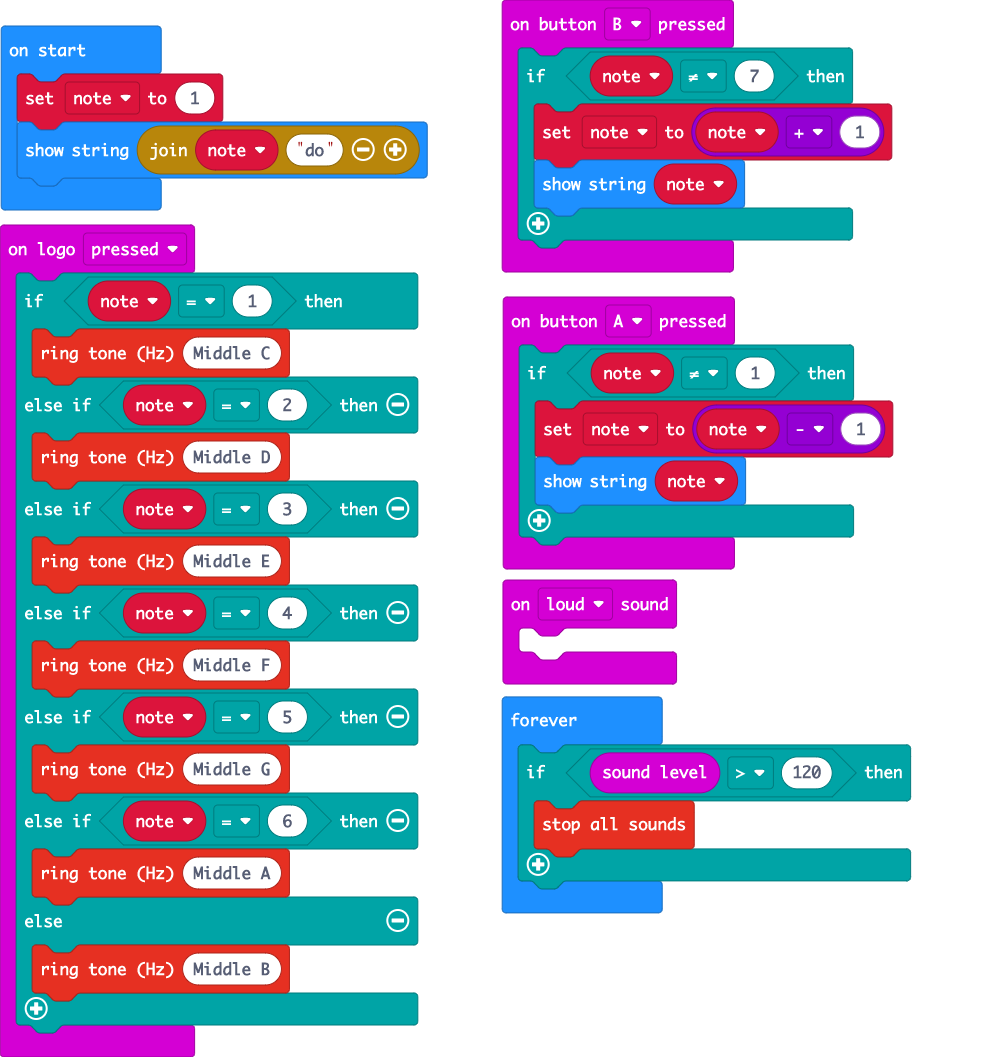 on start
set note to 1
show string join note "do"
on logo pressed
if note = 1 then
ring tone (Hz) Middle C
else if note = 2 then
ring tone (Hz) Middle D
else if note = 3 then
ring tone (Hz) Middle E
else if note = 4 then
ring tone (Hz) Middle F
else if note = 5 then
ring tone (Hz) Middle G
else if note = 6 then
ring tone (Hz) Middle A
else
ring tone (Hz) Middle B
on button B pressed
if note ≠ 7 then
set note to note + 1
show string note
on button A pressed
if note ≠ 1 then
set note to note - 1
show string note
on loud sound
forever
if sound level > 120 then
stop all sounds